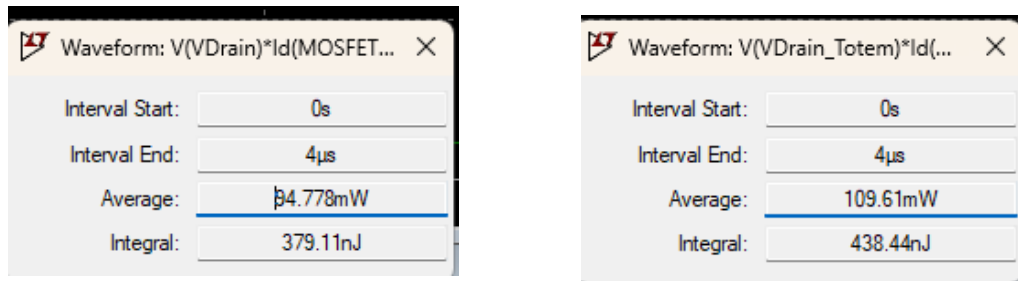 Waveform: V(VDrain)*Id(MOSFET...
Interval Start: 0s
Interval End: 4µs
Average: 94.778mW
Integral: 379.11nJ
Waveform: V(VDrain_Totem)*Id(...
Interval Start: 0s
Interval End: 4µs
Average: 109.61mW
Integral: 438.44nJ